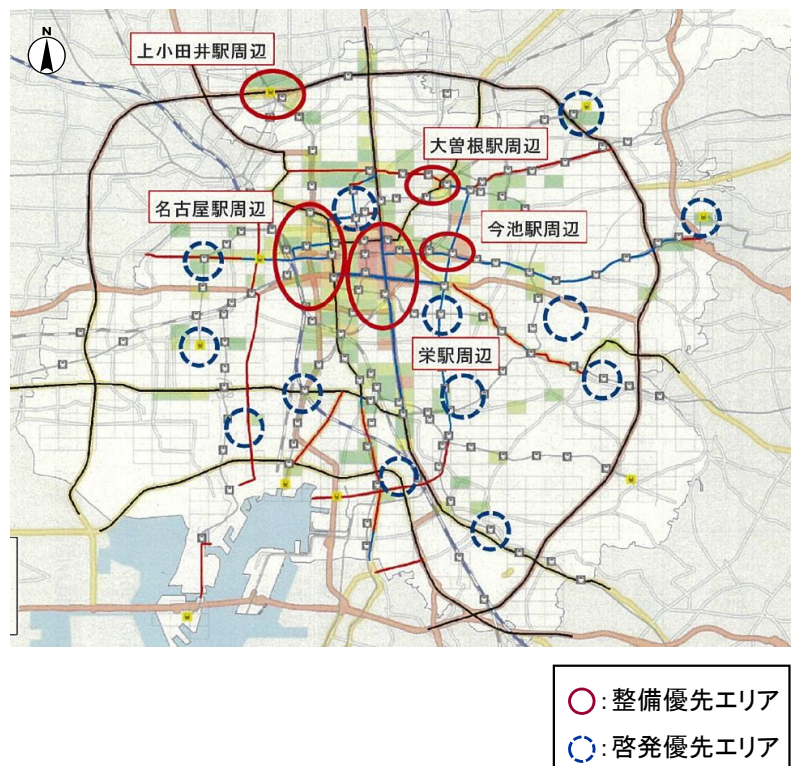 N
上小田井駅周辺
大曽根駅周辺
名古屋駅周辺
今池駅周辺
栄駅周辺
:整備優先エリア
:啓発優先エリア